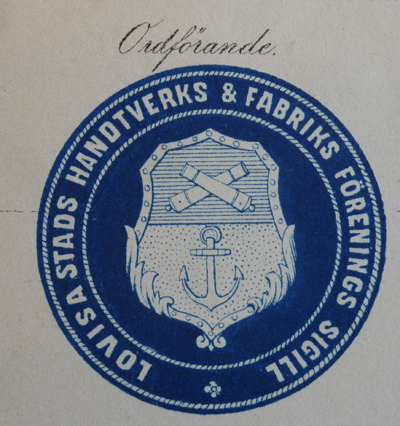 Ordförande.
LOVISA STADS HANDTVERKS & FABRIKS FÖRENINGS SIGILL